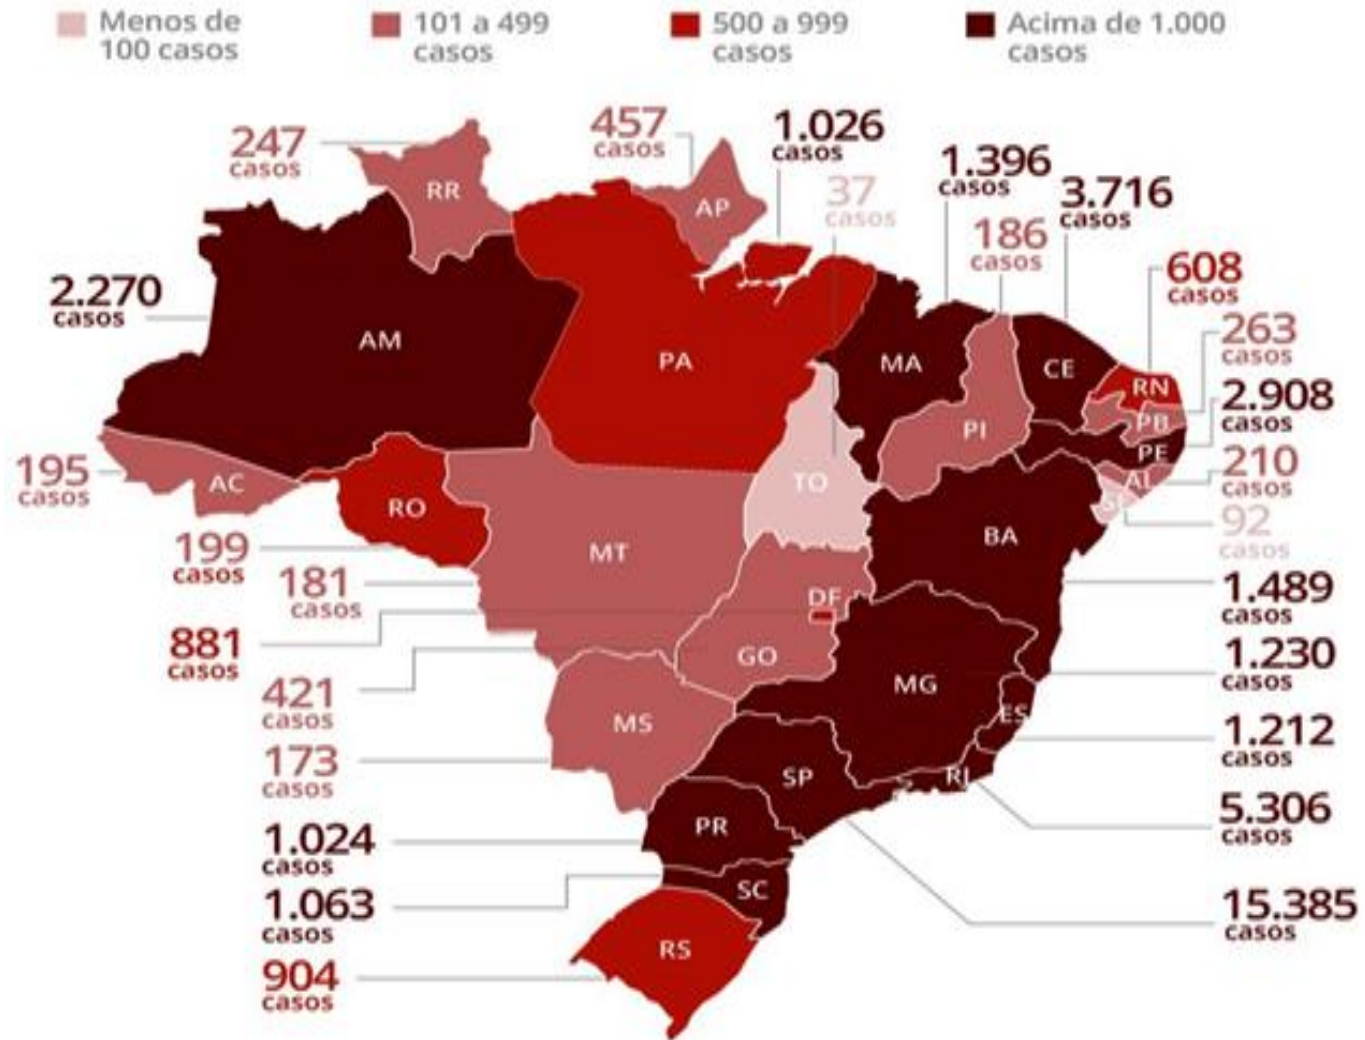 Menos de
100 casos
101 a 499
casos
500 a 999
casos
Acima de 1.000
casos
247
casos
457
casos
1.026
casos
37
casos
1.396
casos
3.716
casos
186
casos
608
casos
263
casos
2.908
casos
210
casos
92
casos
1.489
casos
1.230
casos
1.212
casos
5.306
casos
15.385
casos
2.270
casos
195
casos
199
casos
181
casos
881
casos
421
casos
173
casos
1.024
casos
1.063
casos
904
casos
RR
AP
AM
PA
MA
CE
RN
PB
PE
PI
AL
TO
AC
RO
BA
MT
DF
GO
MG
ES
MS
SP
RJ
PR
SC
RS